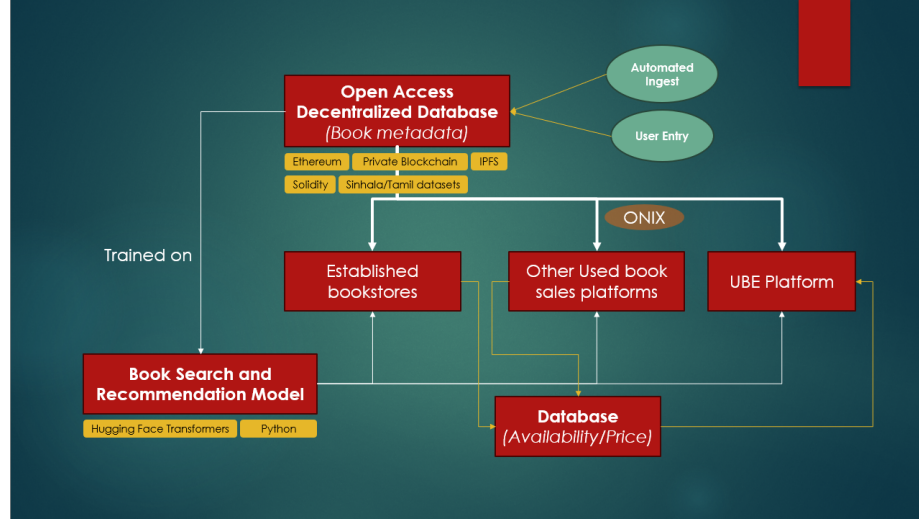 Automated
Ingest
Open Access
Decentralized Database
(Book metadata)
User Entry
Ethereum
Private Blockchain
IPFS
Solidity
Sinhala/Tamil datasets
ONIX
Trained on
Established
bookstores
Other Used book
sales platforms
UBE Platform
Book Search and
Recommendation Model
Hugging Face Transformers
Python
Database
(Availability/Price)